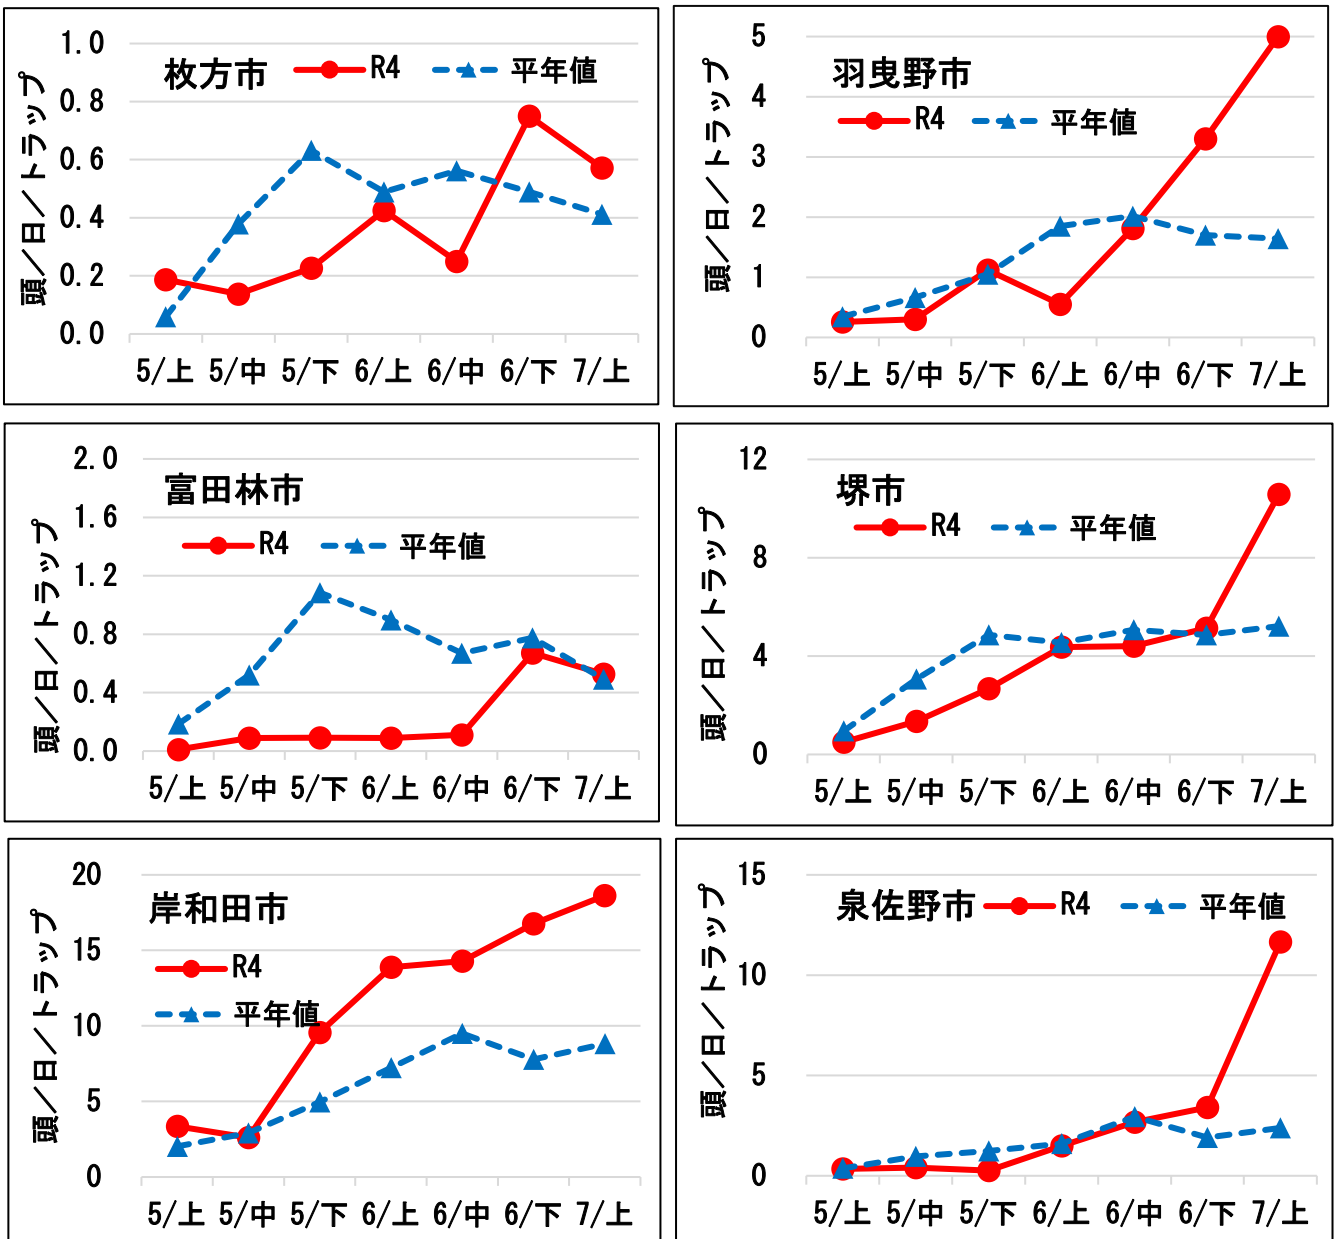 枚方市 R4 平年値
頭／日／トラップ
1.0
0.8
0.6
0.4
0.2
0.0
5/上 5/中 5/下 6/上 6/中 6/下 7/上
羽曳野市
R4 平年値
頭／日／トラップ
5
4
3
2
1
0
5/上 5/中 5/下 6/上 6/中 6/下 7/上
富田林市
R4 平年値
頭／日／トラップ
2.0
1.6
1.2
0.8
0.4
0.0
5/上 5/中 5/下 6/上 6/中 6/下 7/上
堺市
R4 平年値
頭／日／トラップ
12
8
4
0
5/上 5/中 5/下 6/上 6/中 6/下 7/上
岸和田市
R4
平年値
頭／日／トラップ
20
15
10
5
0
5/上 5/中 5/下 6/上 6/中 6/下 7/上
泉佐野市 R4 平年値
頭／日／トラップ
15
10
5
0
5/上 5/中 5/下 6/上 6/中 6/下 7/上